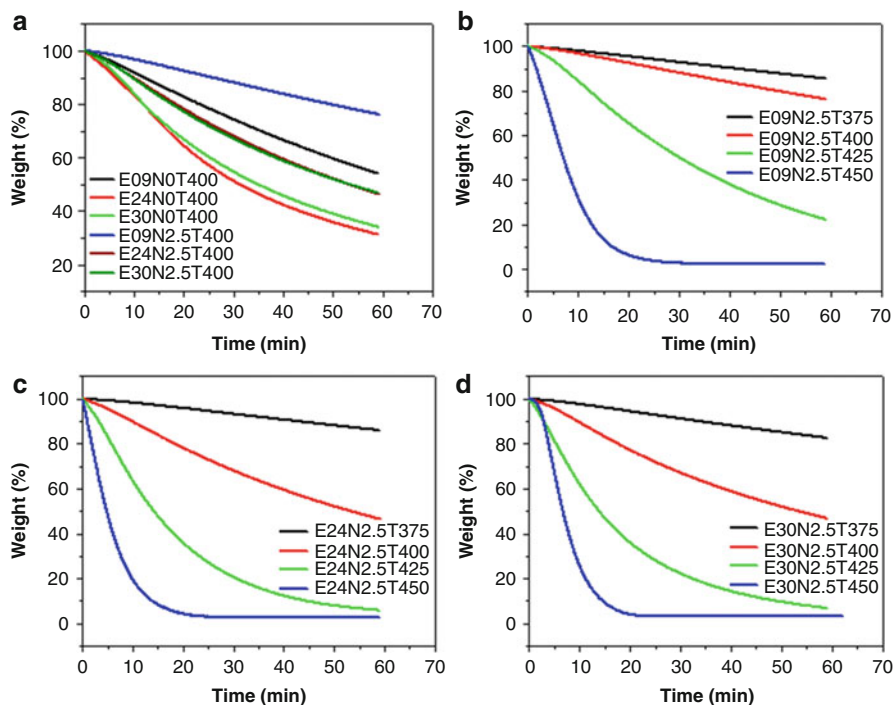 a
100
80
60
40
20
Weight (%)
E09N0T400
E24N0T400
E30N0T400
E09N2.5T400
E24N2.5T400
E30N2.5T400
0 10 20 30 40 50 60 70
Time (min)
b
100
80
60
40
20
0
Weight (%)
E09N2.5T375
E09N2.5T400
E09N2.5T425
E09N2.5T450
0 10 20 30 40 50 60 70
Time (min)
c
100
80
60
40
20
0
Weight (%)
E24N2.5T375
E24N2.5T400
E24N2.5T425
E24N2.5T450
0 10 20 30 40 50 60 70
Time (min)
d
100
80
60
40
20
0
Weight (%)
E30N2.5T375
E30N2.5T400
E30N2.5T425
E30N2.5T450
0 10 20 30 40 50 60 70
Time (min)